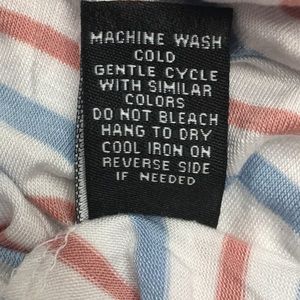 MACHINE WASH
COLD
GENTLE CYCLE
WITH SIMILAR
COLORS
DO NOT BLEACH
HANG TO DRY
COOL IRON ON
REVERSE SIDE
IF NEEDED